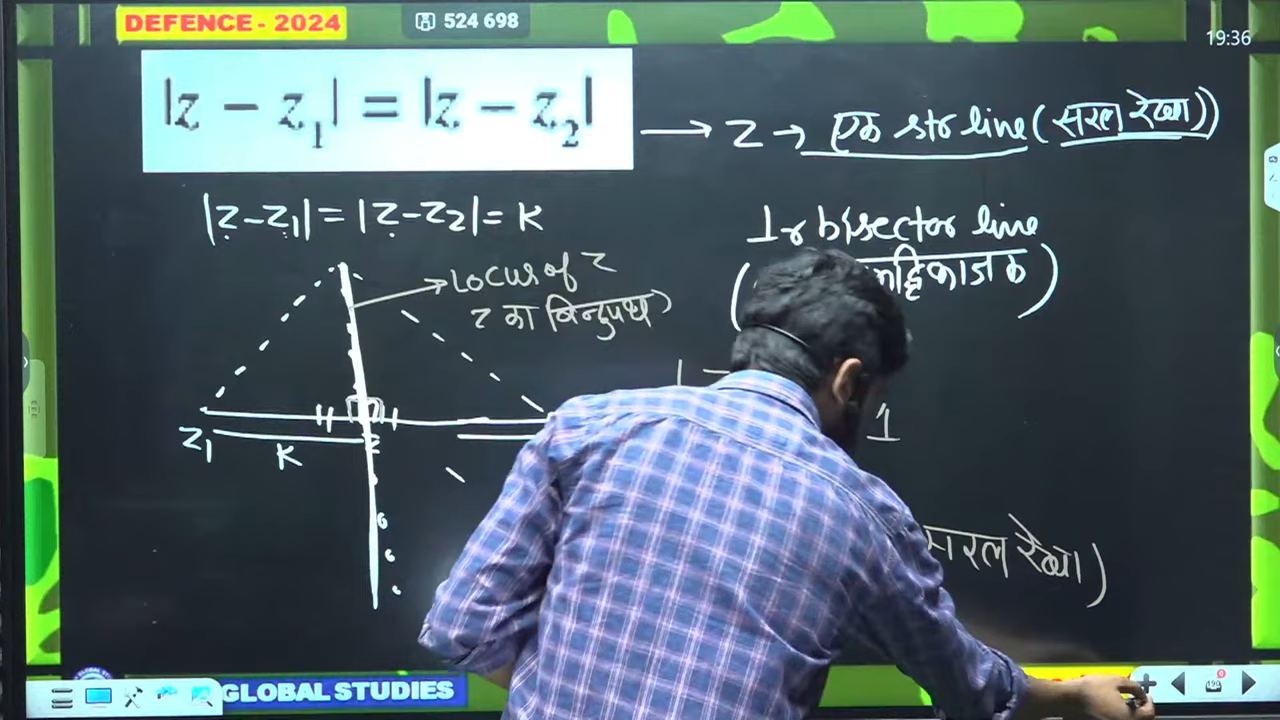 DEFENCE - 2024
524 698
19:36
|z - z₁| = |z - z₂|
→ Z → एक str line (सरल रेखा)
|Z-Z₁| = |Z-Z₂| = K
⊥r bisector line
Locus of Z
Z का बिन्दुपथ
Z₁
K
Z
1
सरल रेखा)
GLOBAL STUDIES